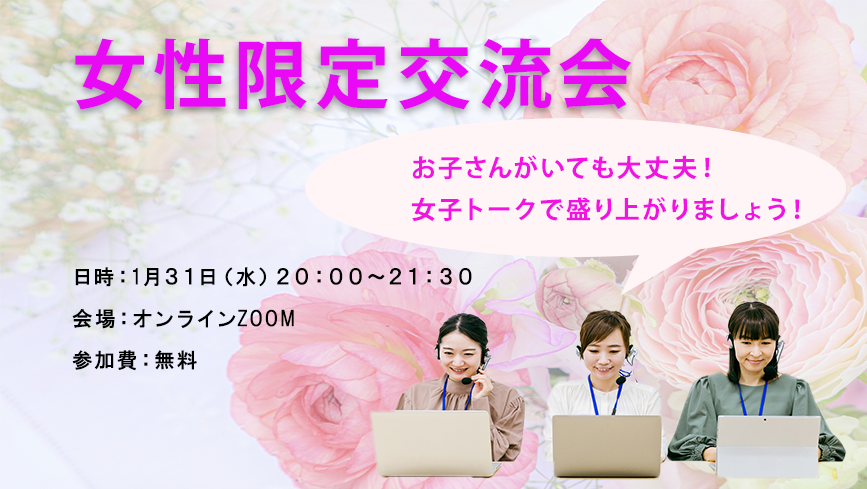 女性限定交流会
お子さんがいても大丈夫！
女子トークで盛り上がりましょう！
日時：1月３１日（水）２０：００～２１：３０
会場：オンラインZOOM
参加費：無料